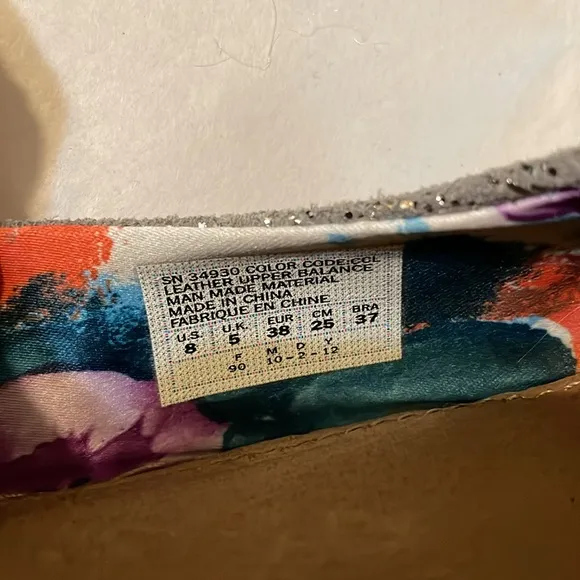 SN 34930 COLOR CODE:CGL
LEATHER UPPER BALANCE
MAN MADE MATERIAL
MADE IN CHINA
FABRIQUE EN CHINE
U.S U.K EUR CM BRA
8 5 38 25 37
F M D Y
90 10-2-12